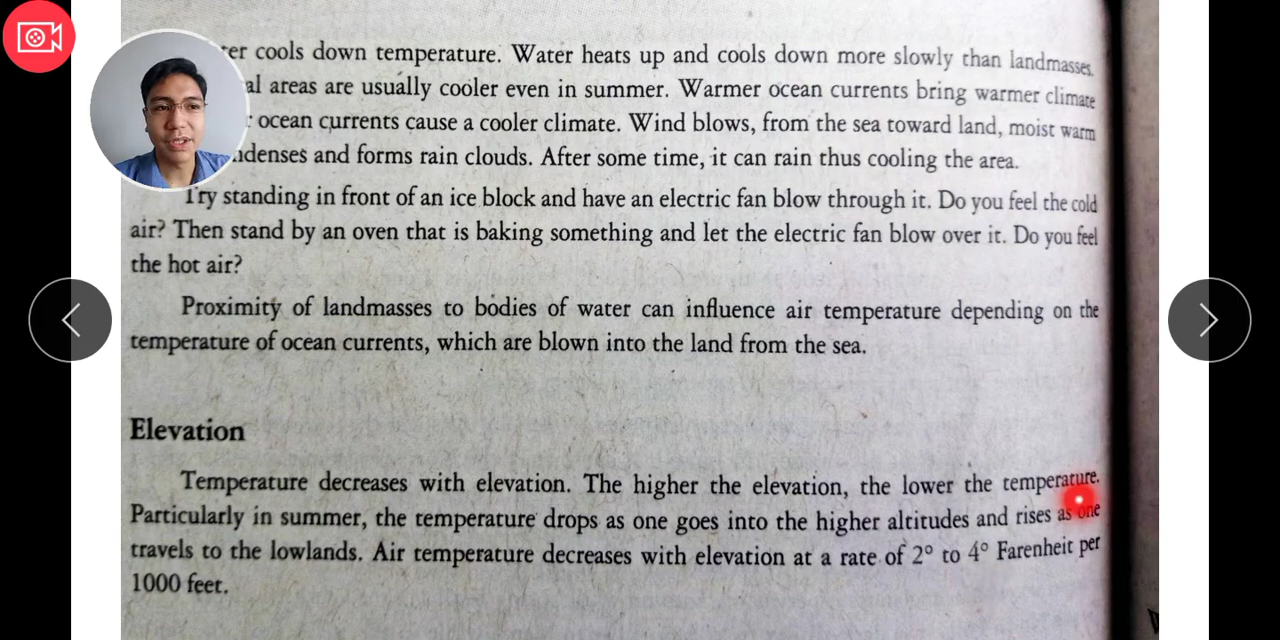 cools down temperature. Water heats up and cools down more slowly than landmasses.
areas are usually cooler even in summer. Warmer ocean currents bring warmer climate
ocean currents cause a cooler climate. Wind blows, from the sea toward land, moist warm
and forms rain clouds. After some time, it can rain thus cooling the area.
Try standing in front of an ice block and have an electric fan blow through it. Do you feel the cold
air? Then stand by an oven that is baking something and let the electric fan blow over it. Do you feel
the hot air?
Proximity of landmasses to bodies of water can influence air temperature depending on the
temperature of ocean currents, which are blown into the land from the sea.
Elevation
Temperature decreases with elevation. The higher the elevation, the lower the temperature.
Particularly in summer, the temperature drops as one goes into the higher altitudes and rises as one
travels to the lowlands. Air temperature decreases with elevation at a rate of 2° to 4° Farenheit per
1000 feet.